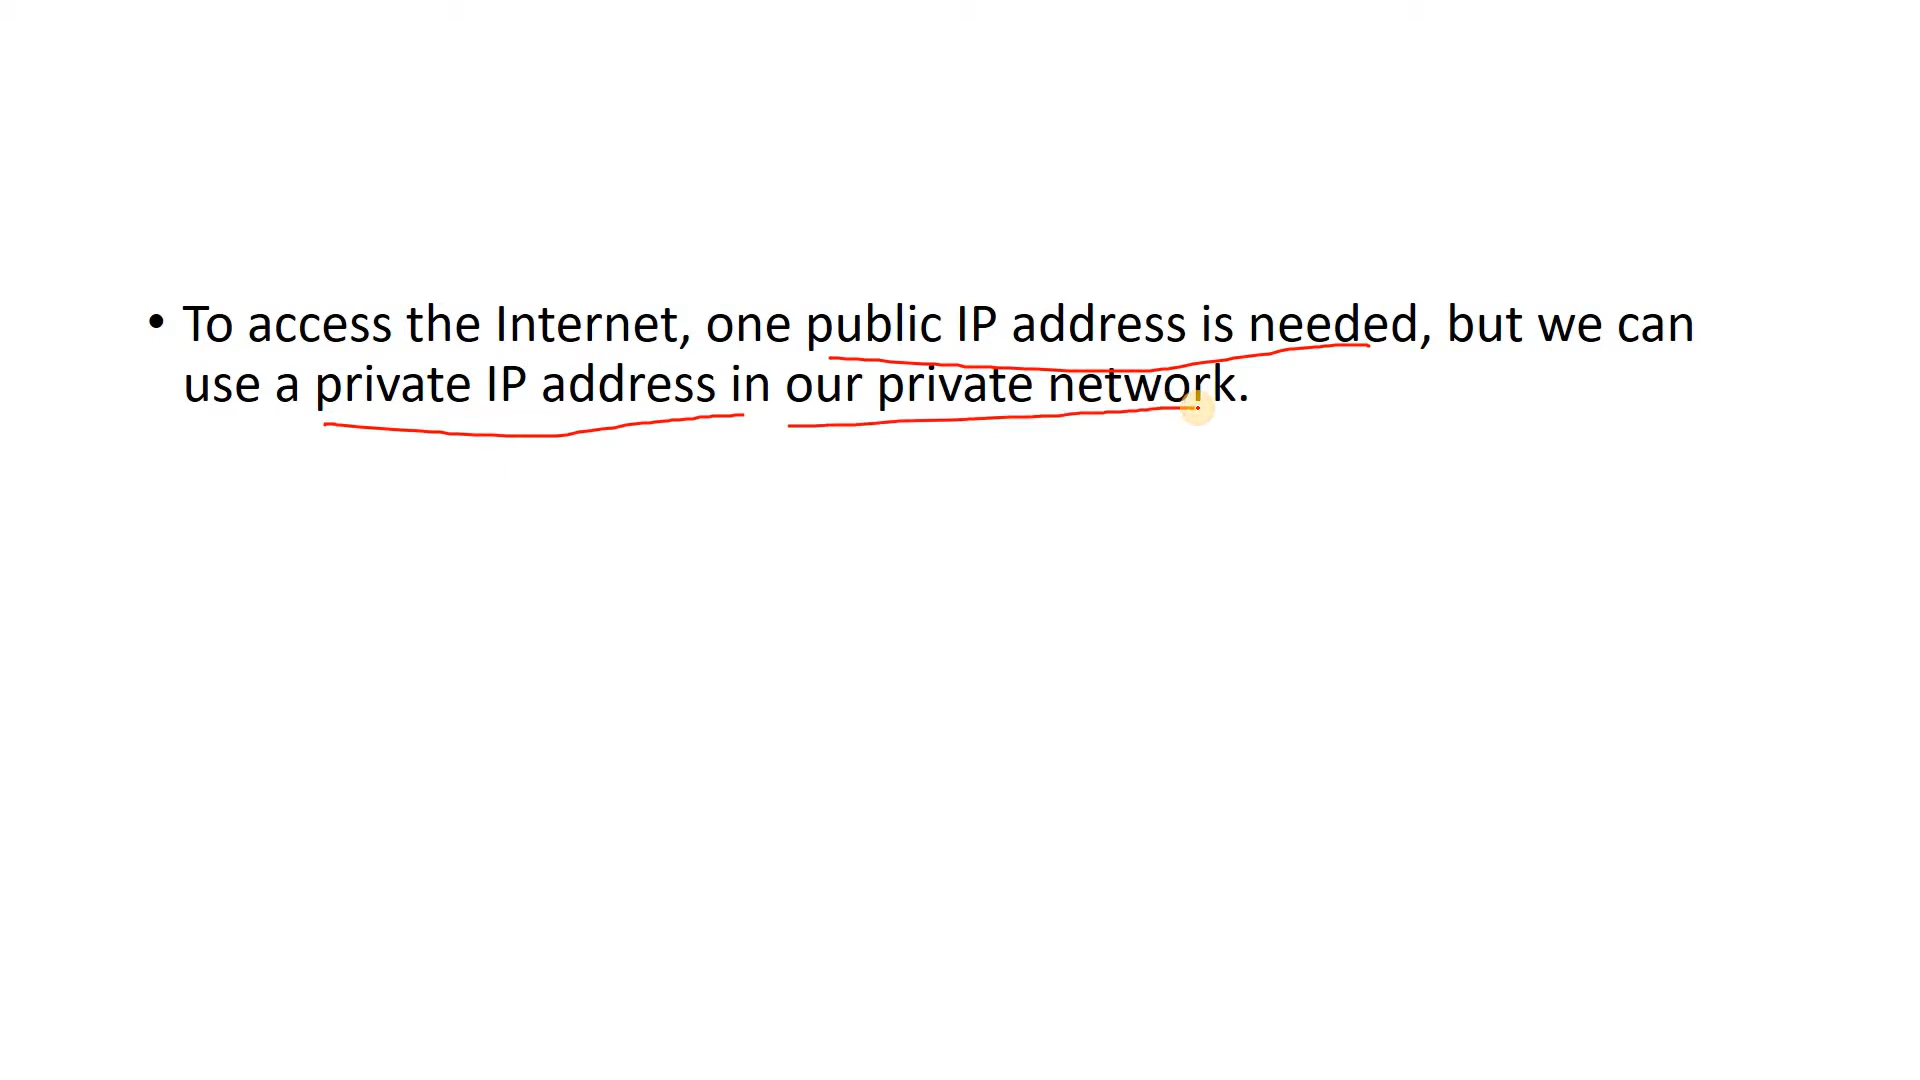 • To access the Internet, one public IP address is needed, but we can
use a private IP address in our private network.